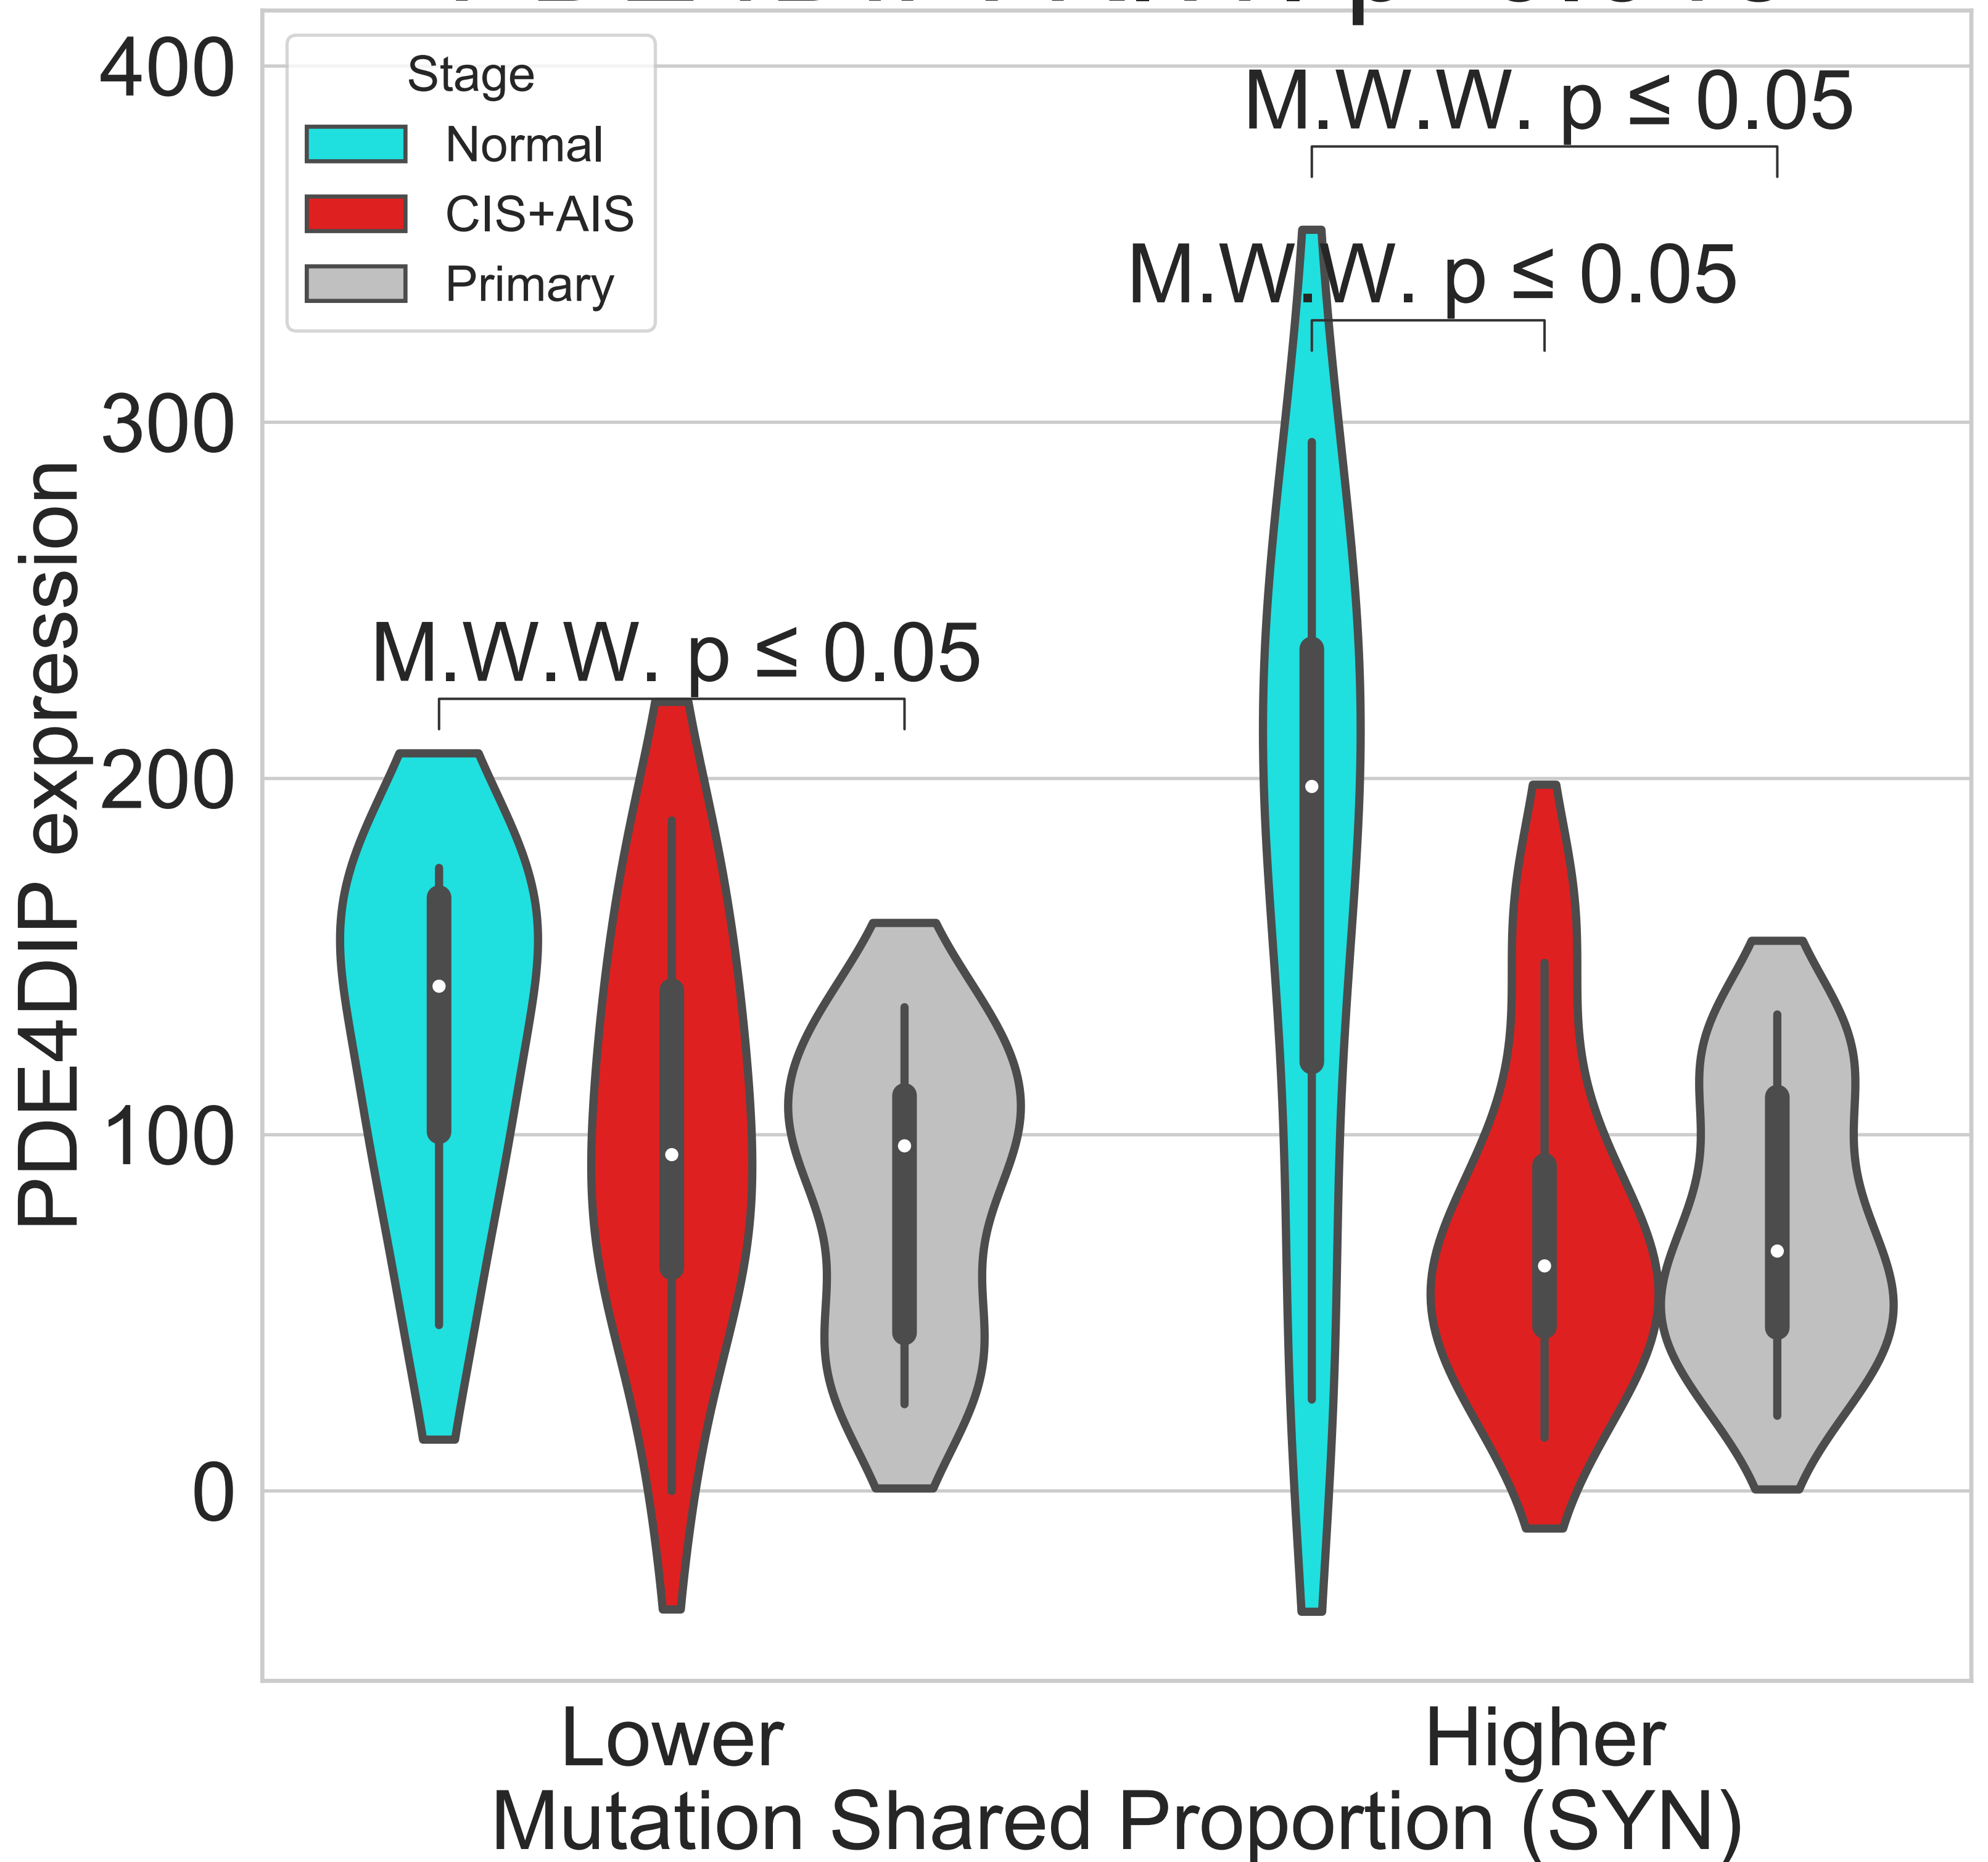 400
300
200
100
0
PDE4DIP expression
Stage
Normal
CIS+AIS
Primary
M.W.W. p ≤ 0.05
M.W.W. p ≤ 0.05
M.W.W. p ≤ 0.05
Lower
Higher
Mutation Shared Proportion (SYN)